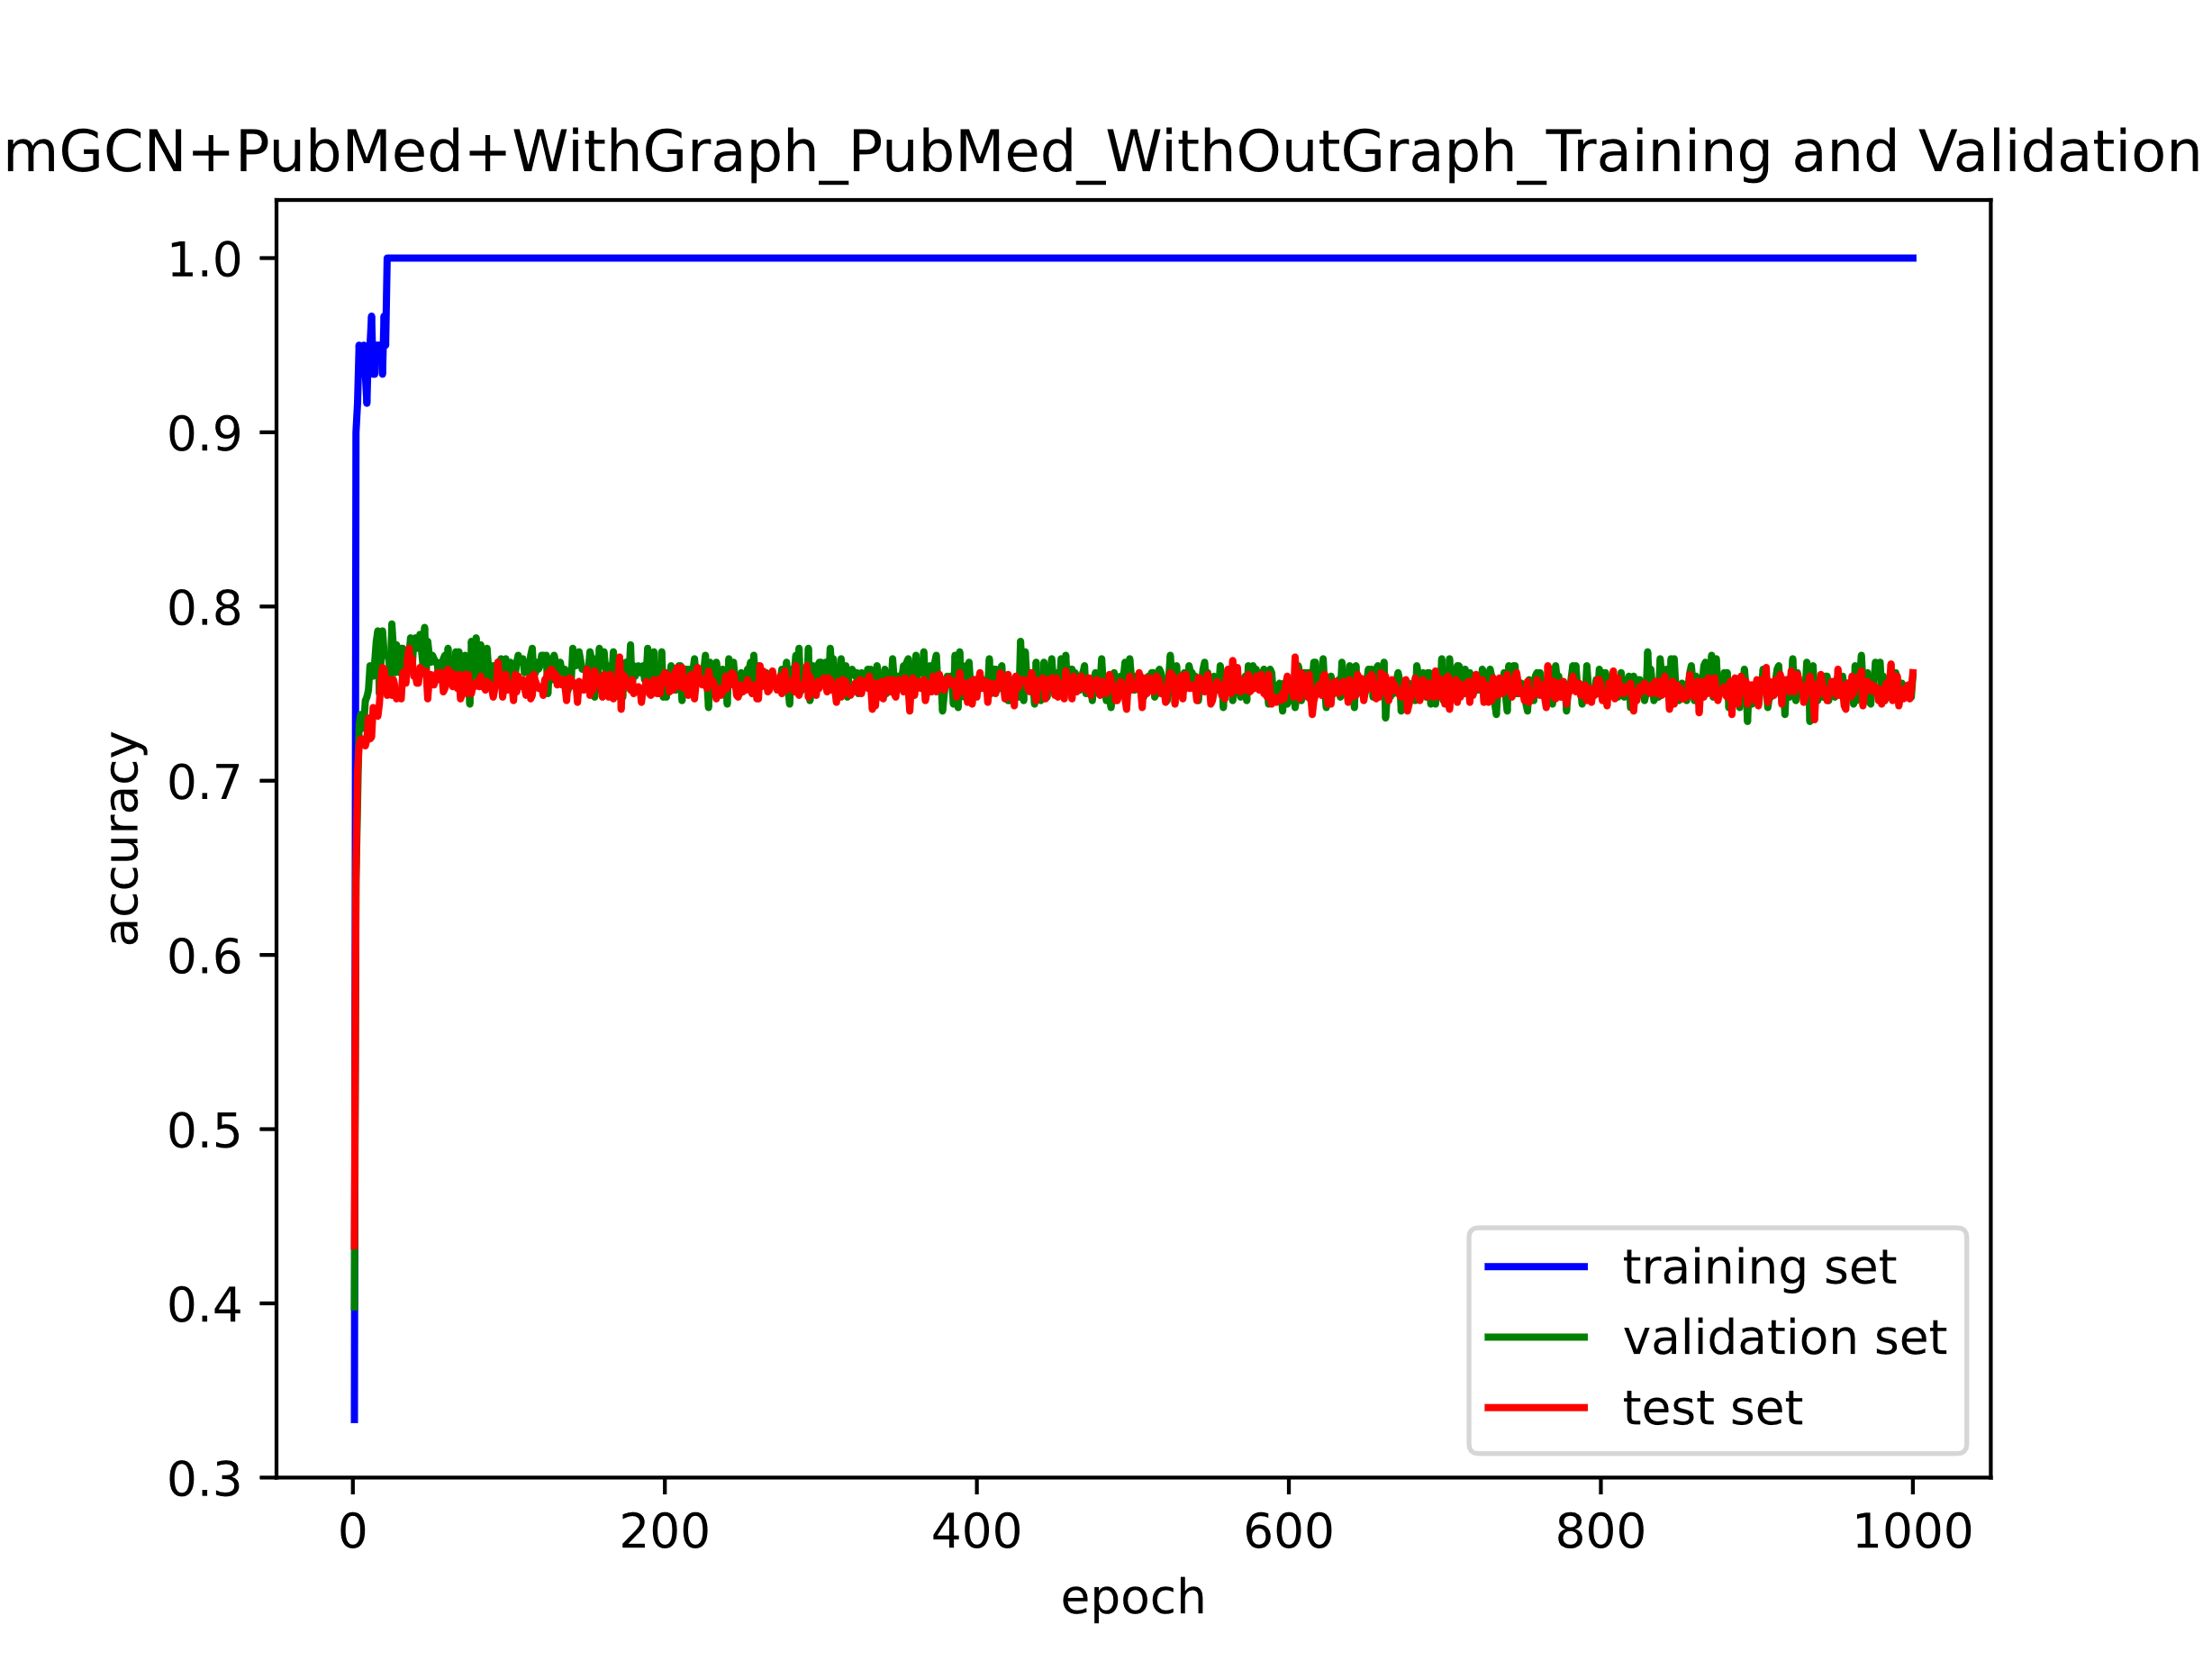 mGCN+PubMed+WithGraph_PubMed_WithOutGraph_Training and Validation
1.0
0.9
0.8
0.7
0.6
0.5
0.4
0.3
accuracy
training set
validation set
test set
0 200 400 600 800 1000
epoch